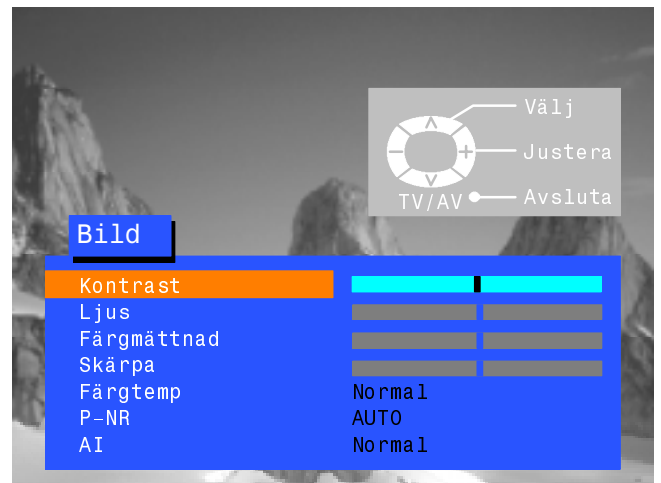 Välj
Justera
TV/AV Avsluta
Bild
Kontrast
Ljus
Färgmättnad
Skärpa
Färgtemp Normal
P-NR AUTO
AI Normal